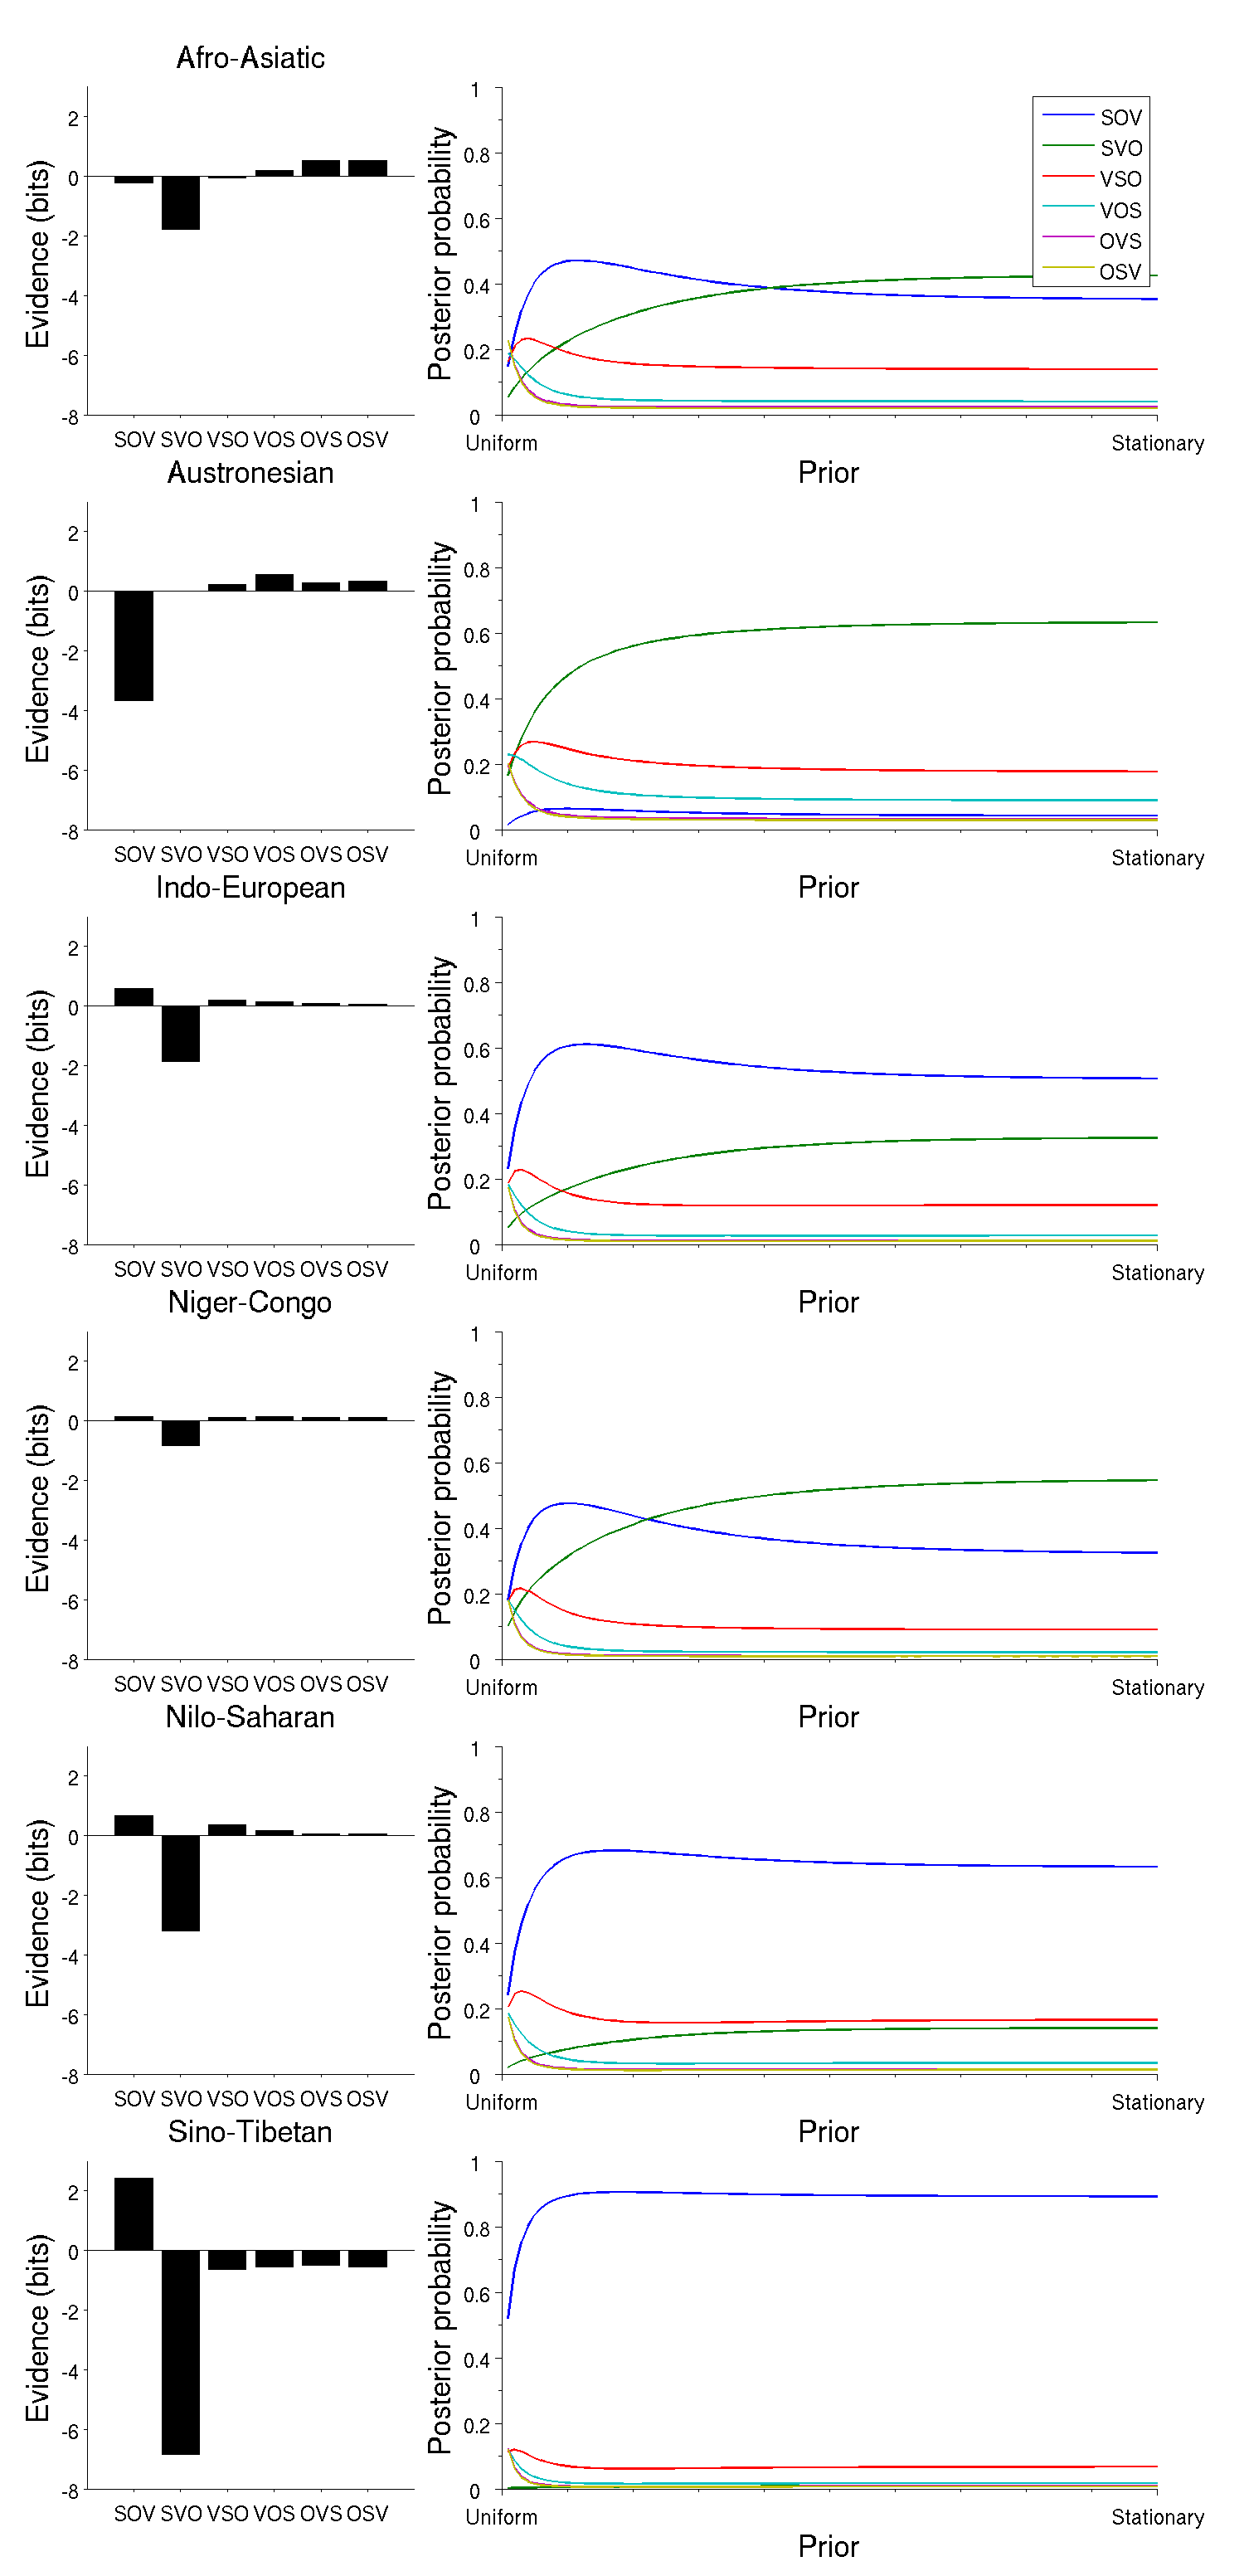 Afro-Asiatic
Evidence (bits)
2
0
-2
-4
-6
-8
SOV SVO VSO VOS OVS OSV
Posterior probability
1
0.8
0.6
0.4
0.2
0
SOV
SVO
VSO
VOS
OVS
OSV
Uniform
Stationary
Prior
Austronesian
Evidence (bits)
2
0
-2
-4
-6
-8
SOV SVO VSO VOS OVS OSV
Posterior probability
1
0.8
0.6
0.4
0.2
0
Uniform
Stationary
Prior
Indo-European
Evidence (bits)
2
0
-2
-4
-6
-8
SOV SVO VSO VOS OVS OSV
Posterior probability
1
0.8
0.6
0.4
0.2
0
Uniform
Stationary
Prior
Niger-Congo
Evidence (bits)
2
0
-2
-4
-6
-8
SOV SVO VSO VOS OVS OSV
Posterior probability
1
0.8
0.6
0.4
0.2
0
Uniform
Stationary
Prior
Nilo-Saharan
Evidence (bits)
2
0
-2
-4
-6
-8
SOV SVO VSO VOS OVS OSV
Posterior probability
1
0.8
0.6
0.4
0.2
0
Uniform
Stationary
Prior
Sino-Tibetan
Evidence (bits)
2
0
-2
-4
-6
-8
SOV SVO VSO VOS OVS OSV
Posterior probability
1
0.8
0.6
0.4
0.2
0
Uniform
Stationary
Prior